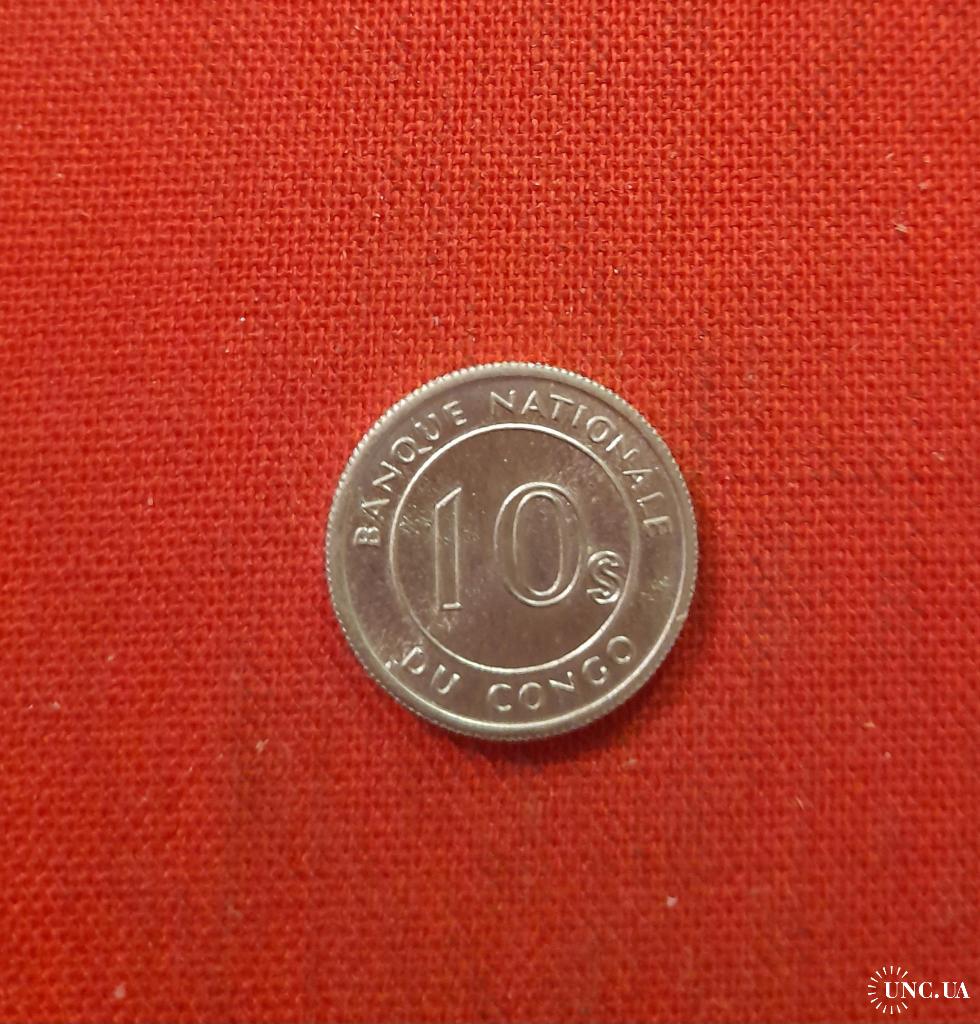 BANQUE NATIONALE
10s
DU CONGO
UNC.UA